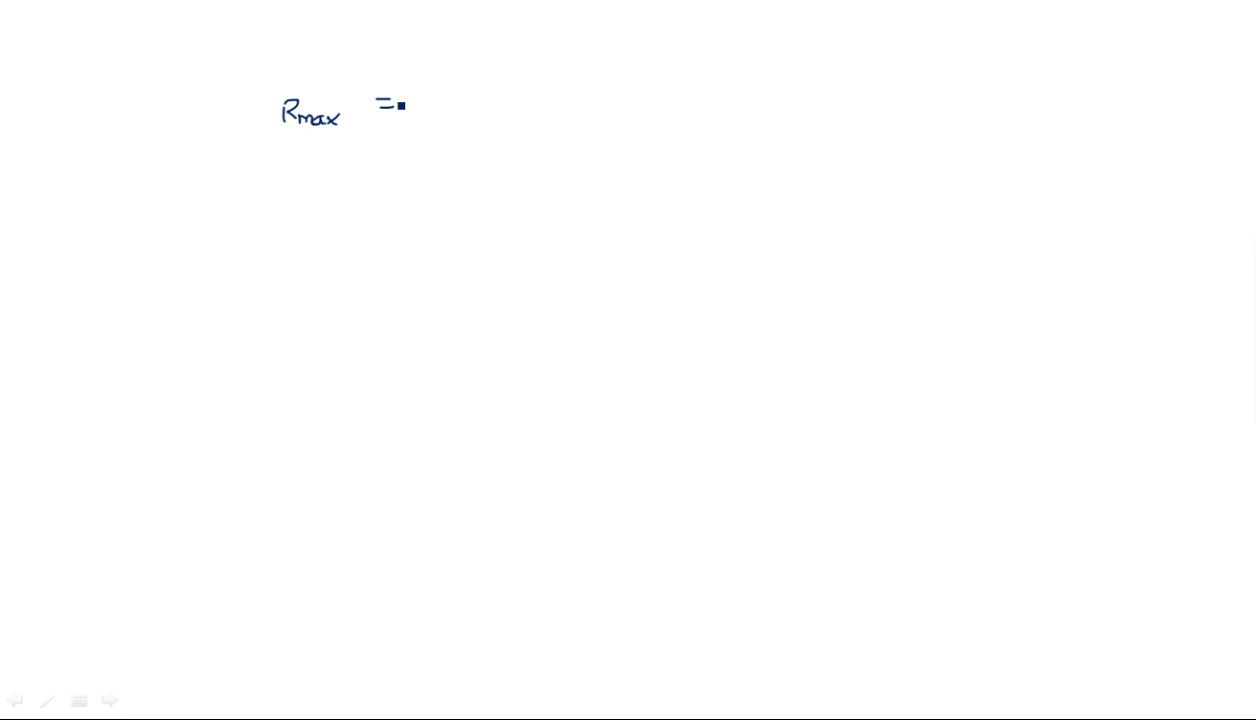 Rmax =